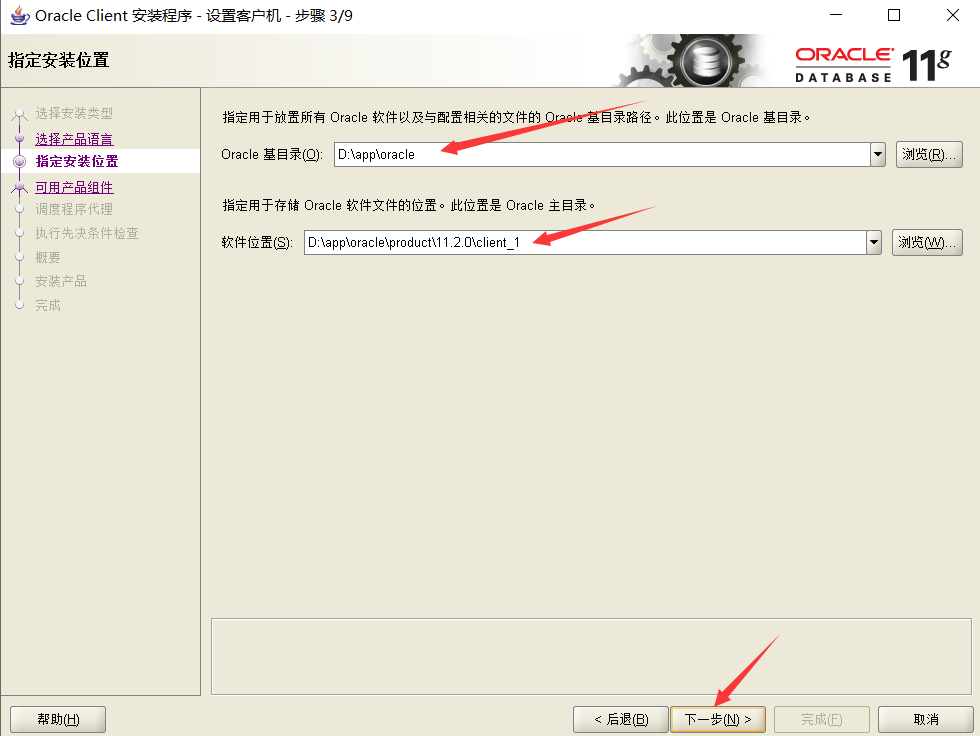 Oracle Client 安装程序 - 设置客户机 - 步骤 3/9
指定安装位置
ORACLE
DATABASE
11g
选择安装类型
选择产品语言
指定安装位置
可用产品组件
调度程序代理
执行先决条件检查
概要
安装产品
完成
指定用于放置所有 Oracle 软件以及与配置相关的文件的 Oracle 基目录路径。此位置是 Oracle 基目录。
Oracle 基目录(O): D:\app\oracle 浏览(R)...
指定用于存储 Oracle 软件文件的位置。此位置是 Oracle 主目录。
软件位置(S): D:\app\oracle\product\11.2.0\client_1 浏览(W)...
帮助(H) < 后退(B) 下一步(N) > 完成(F) 取消